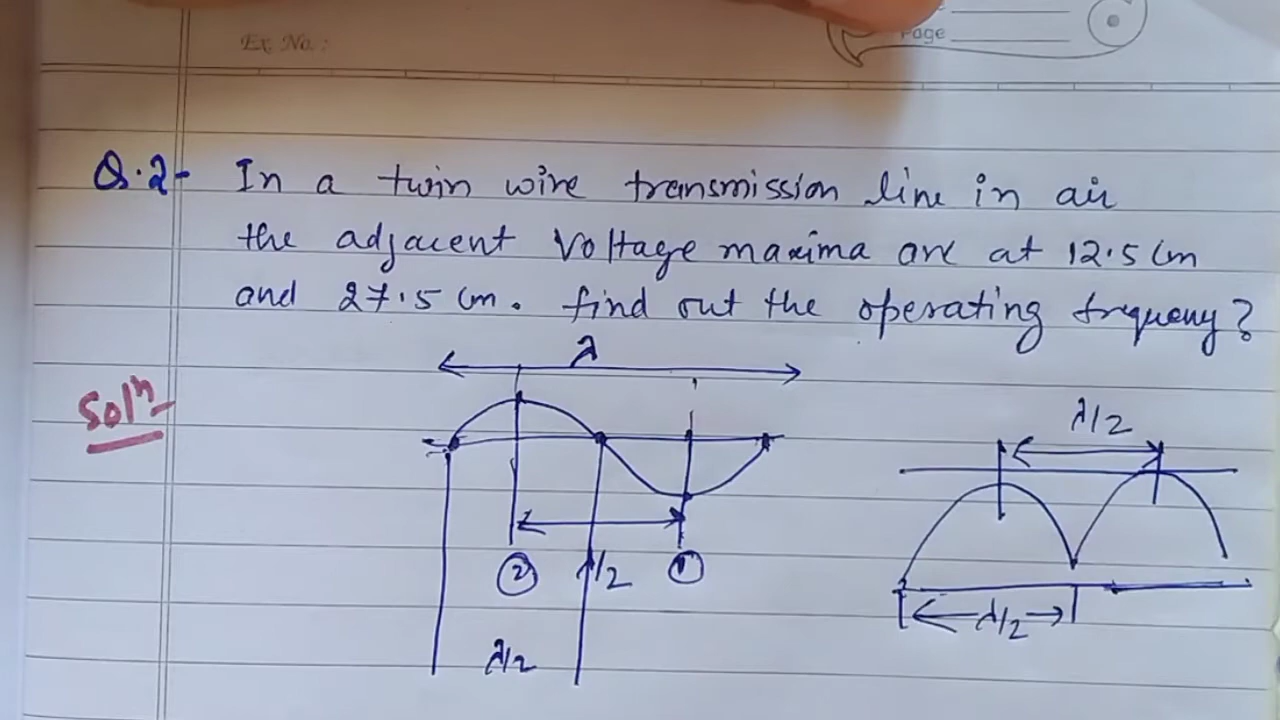 Ex. No. :
Page
Q.2- In a twin wire transmission line in air
the adjacent Voltage maxima are at 12.5 cm
and 27.5 cm. find out the operating frequency?
λ
Solⁿ-
λ/2
② λ/2 ①
λ/2
λ/2